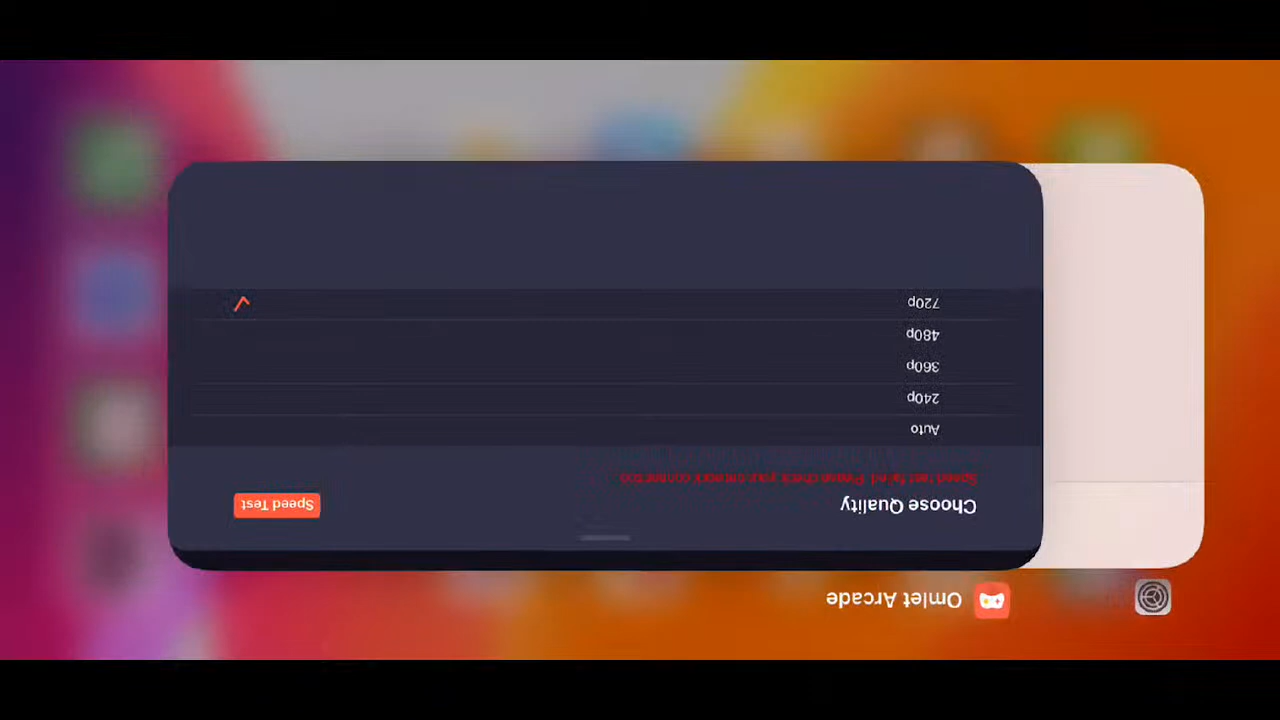 Omlet Arcade
Choose Quality
Speed Test
Speed test failed. Please check your network connection
Auto
240p
360p
480p
720p